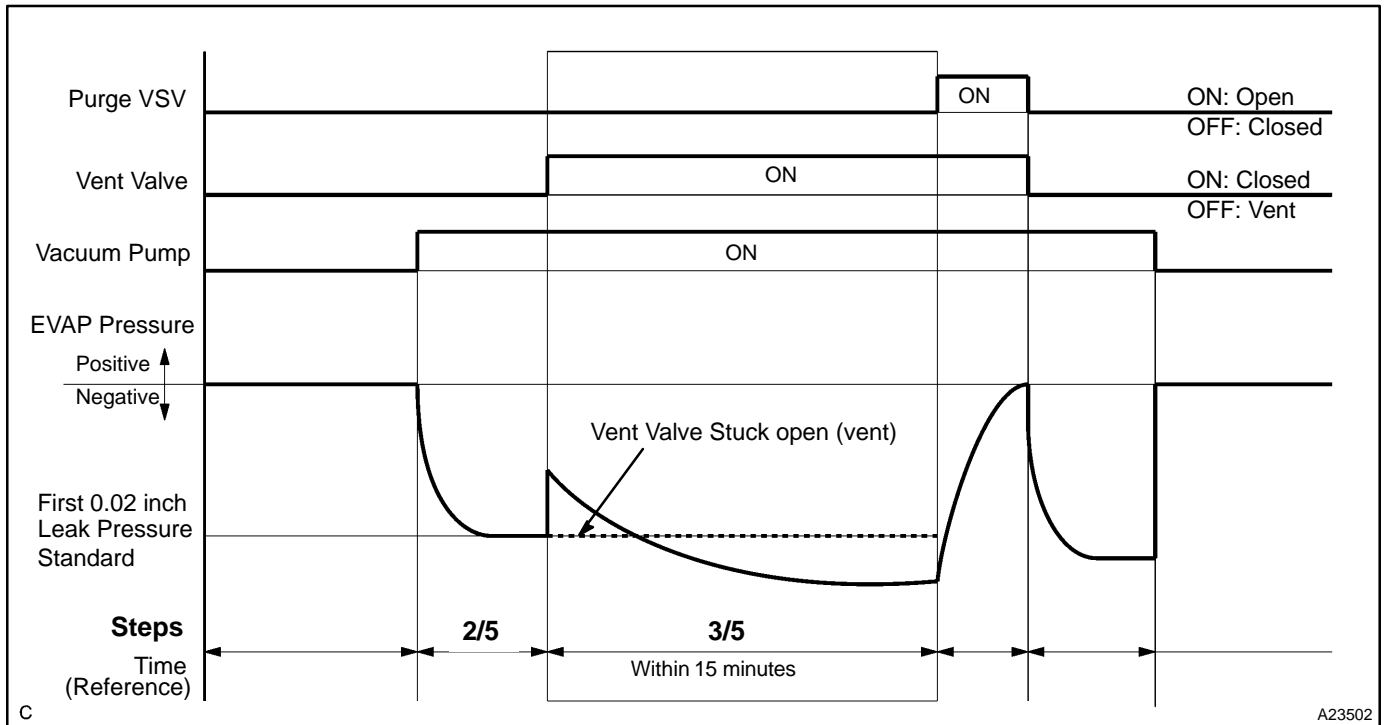 Purge VSV
ON
ON: Open
OFF: Closed
Vent Valve
ON
ON: Closed
OFF: Vent
Vacuum Pump
ON
EVAP Pressure
Positive
Negative
Vent Valve Stuck open (vent)
First 0.02 inch
Leak Pressure
Standard
Steps
2/5
3/5
Time
(Reference)
Within 15 minutes
C
A23502